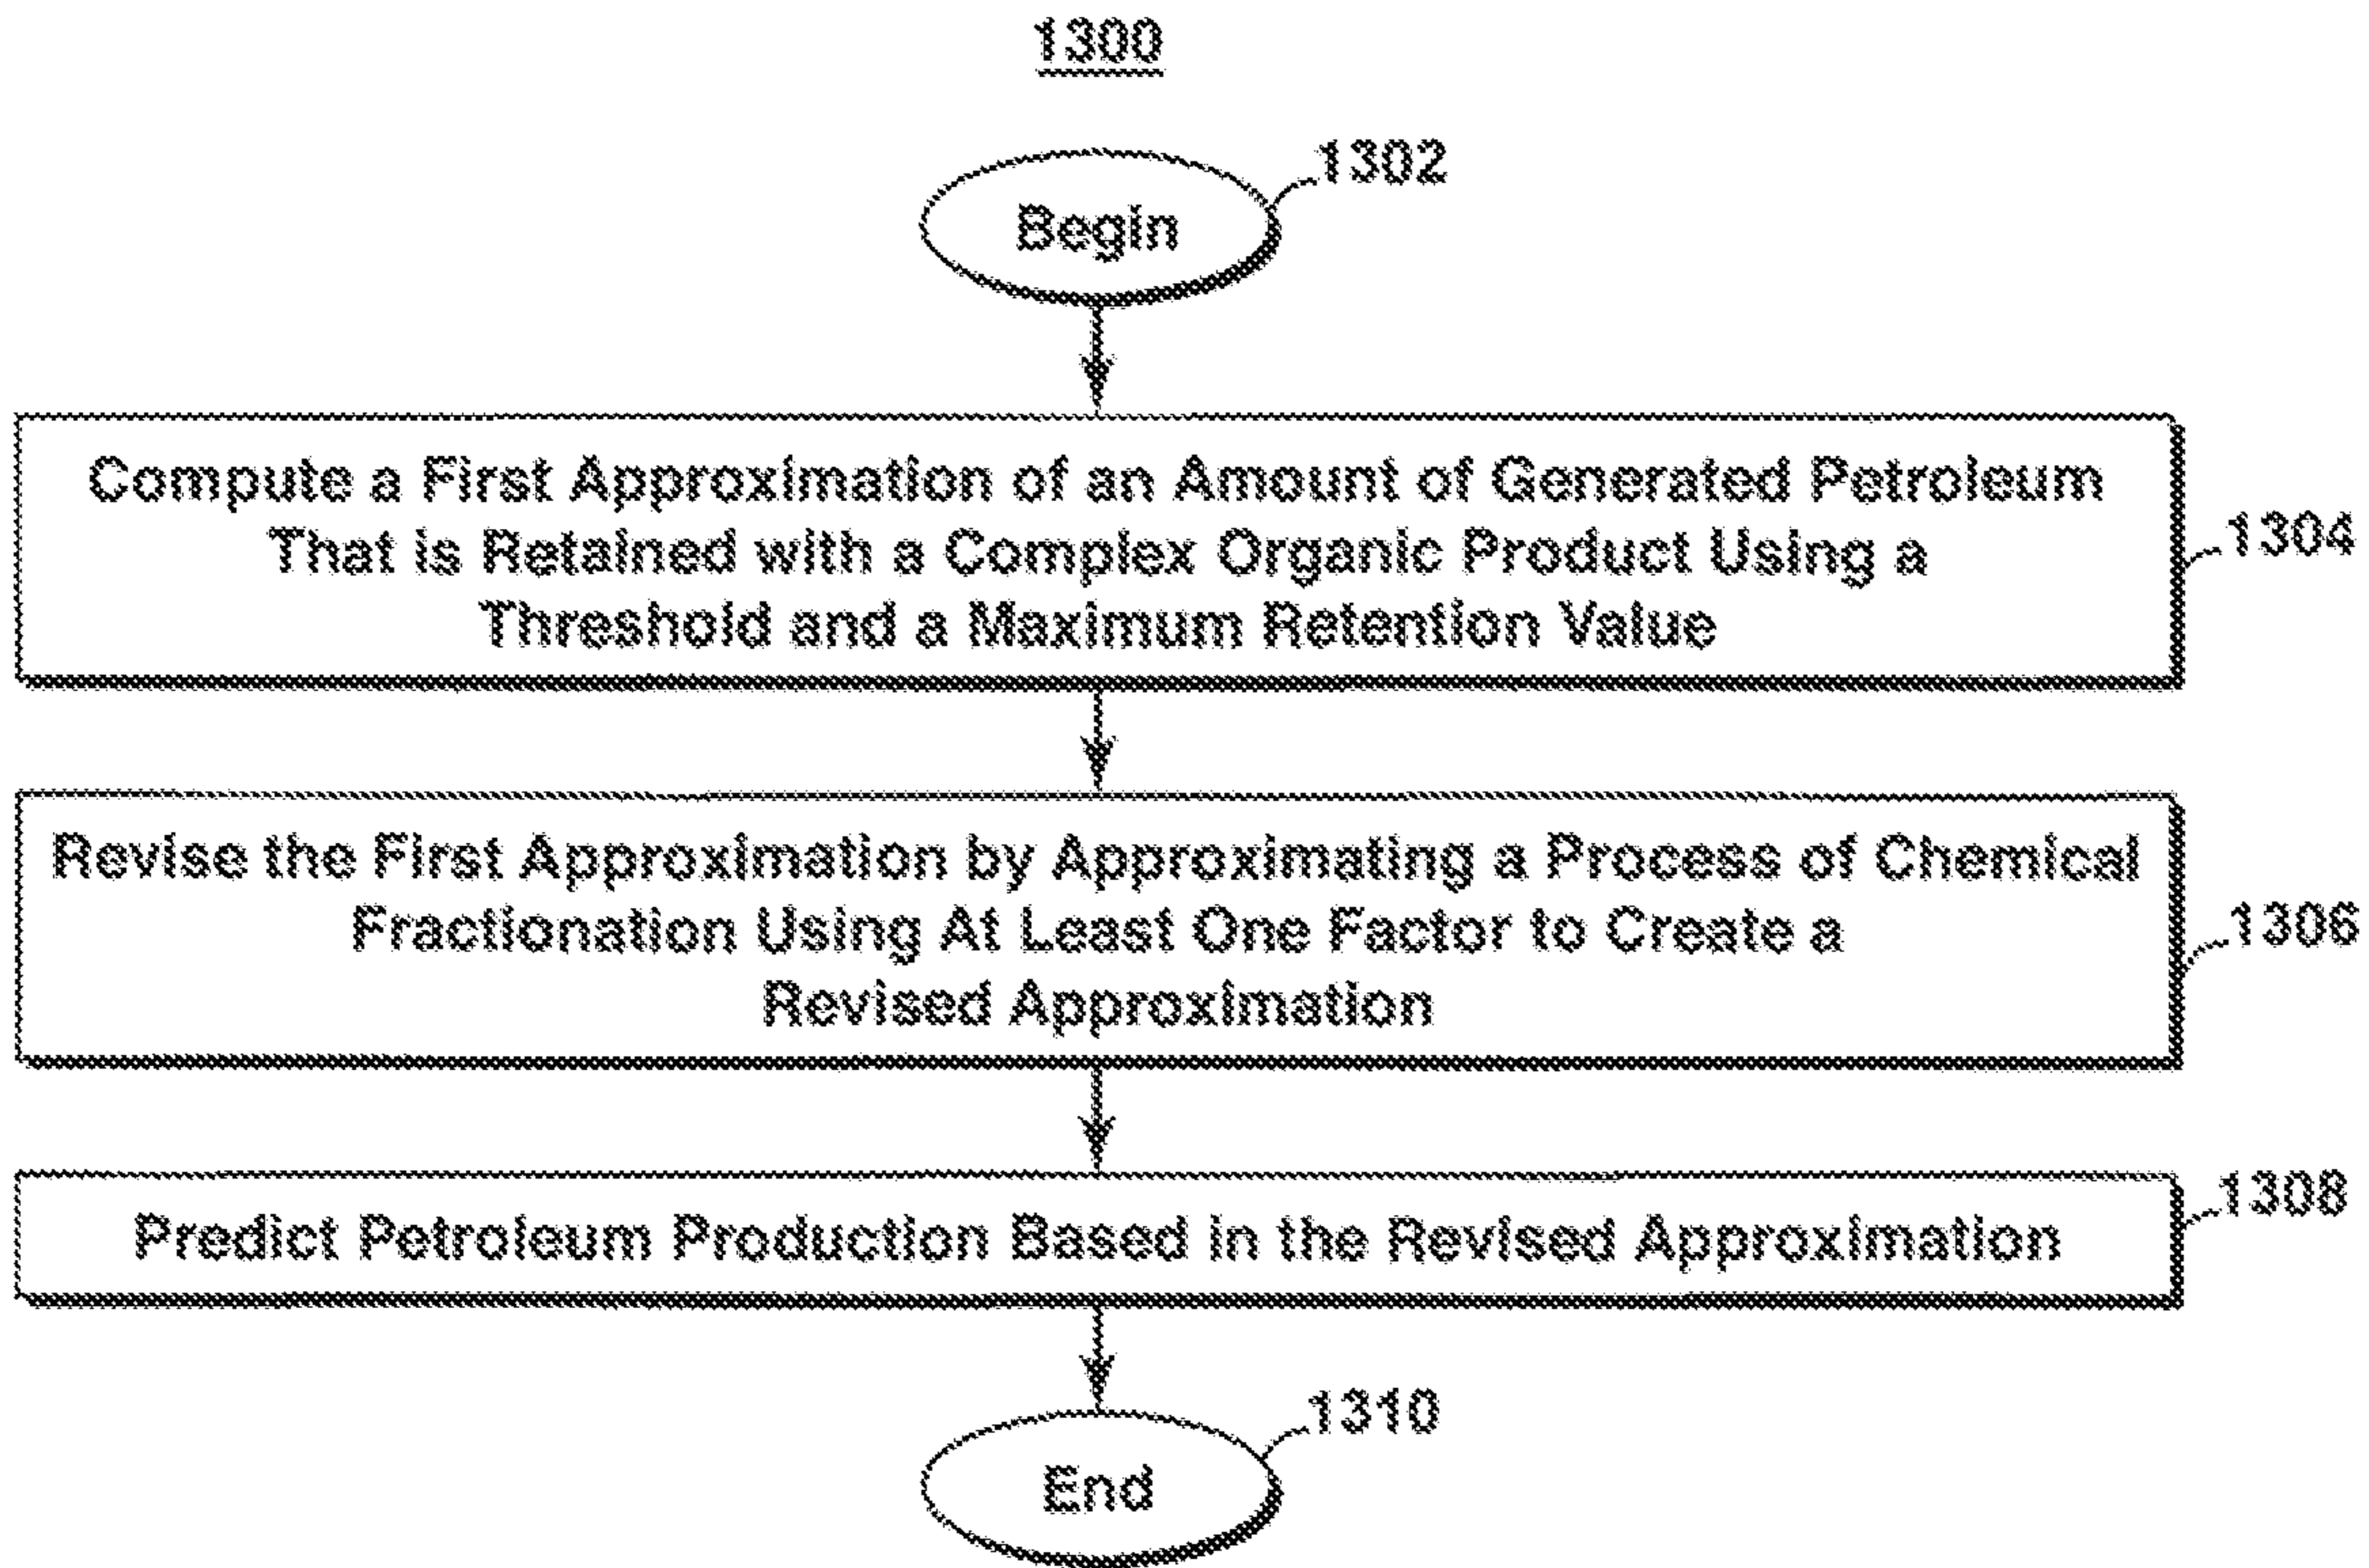 1300
1302
Begin
Compute a First Approximation of an Amount of Generated Petroleum
That is Retained with a Complex Organic Product Using a
Threshold and a Maximum Retention Value
1304
Revise the First Approximation by Approximating a Process of Chemical
Fractionation Using At Least One Factor to Create a
Revised Approximation
1306
1308
Predict Petroleum Production Based in the Revised Approximation
1310
End